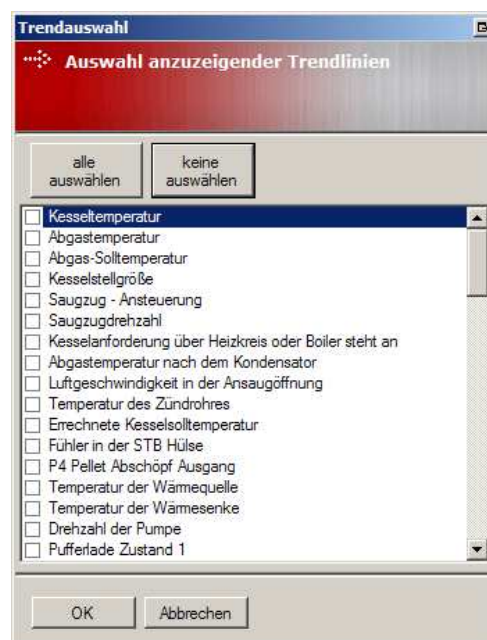 Trendauswahl
Auswahl anzuzeigender Trendlinien
alle
auswählen
keine
auswählen
Kesseltemperatur
Abgastemperatur
Abgas-Solltemperatur
Kesselstellgröße
Saugzug - Ansteuerung
Saugzugdrehzahl
Kesselanforderung über Heizkreis oder Boiler steht an
Abgastemperatur nach dem Kondensator
Luftgeschwindigkeit in der Ansaugöffnung
Temperatur des Zündrohres
Errechnete Kesselsolltemperatur
Fühler in der STB Hülse
P4 Pellet Abschöpf Ausgang
Temperatur der Wärmequelle
Temperatur der Wärmesenke
Drehzahl der Pumpe
Pufferlade Zustand 1
OK
Abbrechen